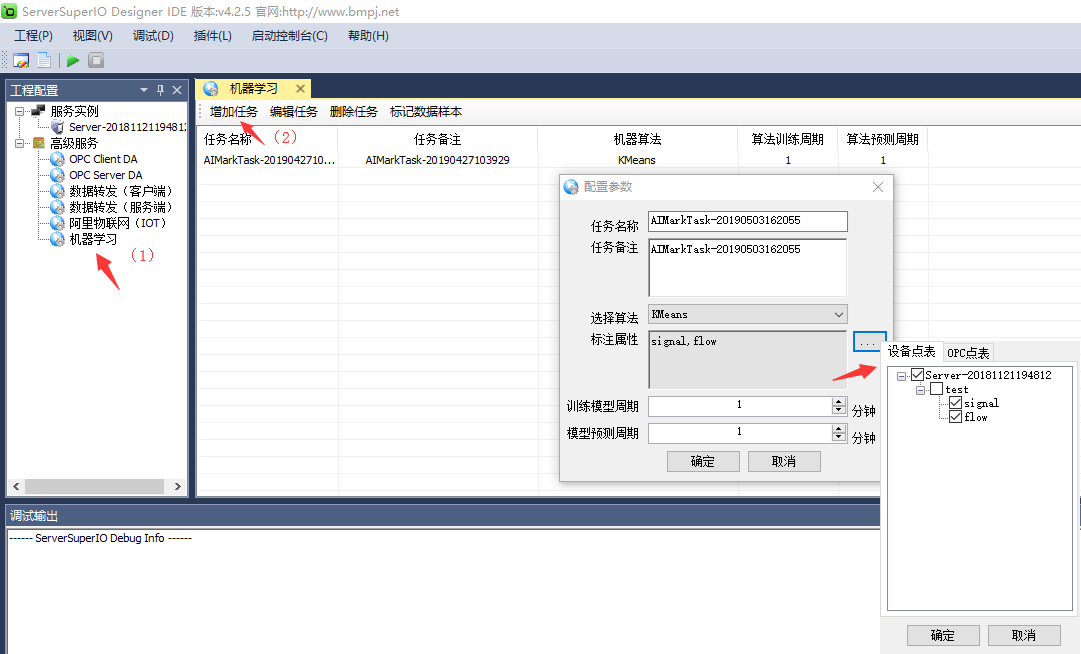 ServerSuperIO Designer IDE 版本:v4.2.5 官网:http://www.bmpj.net
工程(P) 视图(V) 调试(D) 插件(L) 启动控制台(C) 帮助(H)
工程配置
服务实例
Server-20181121194812
高级服务
OPC Client DA
OPC Server DA
数据转发（客户端）
数据转发（服务端）
阿里物联网（IOT）
机器学习
（1）
机器学习
增加任务 编辑任务 删除任务 标记数据样本
（2）
任务名称 任务备注 机器算法 算法训练周期 算法预测周期
AIMarkTask-201904271​0... AIMarkTask-20190427103929 KMeans 1 1
配置参数
任务名称 AIMarkTask-20190503162055
任务备注 AIMarkTask-20190503162055
选择算法 KMeans
标注属性 signal,flow
...
训练模型周期 1 分钟
模型预测周期 1 分钟
确定 取消
设备点表 OPC点表
Server-20181121194812
test
signal
flow
确定 取消
调试输出
------ ServerSuperIO Debug Info ------